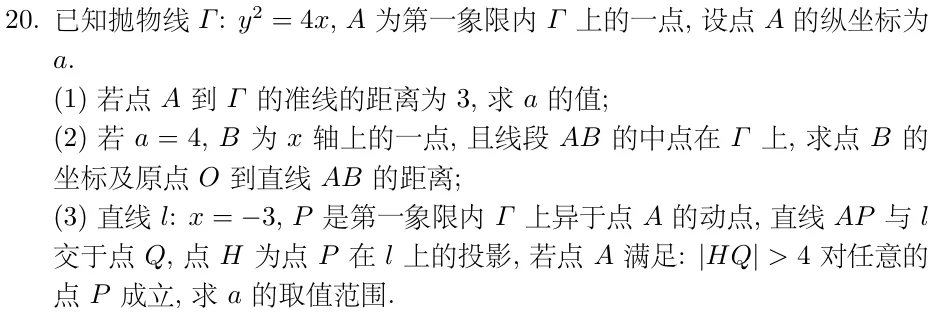 20. 已知抛物线 Γ: y² = 4x, A 为第一象限内 Γ 上的一点, 设点 A 的纵坐标为
a.
(1) 若点 A 到 Γ 的准线的距离为 3, 求 a 的值;
(2) 若 a = 4, B 为 x 轴上的一点, 且线段 AB 的中点在 Γ 上, 求点 B 的
坐标及原点 O 到直线 AB 的距离;
(3) 直线 l: x = −3, P 是第一象限内 Γ 上异于点 A 的动点, 直线 AP 与 l
交于点 Q, 点 H 为点 P 在 l 上的投影, 若点 A 满足: |HQ| > 4 对任意的
点 P 成立, 求 a 的取值范围.